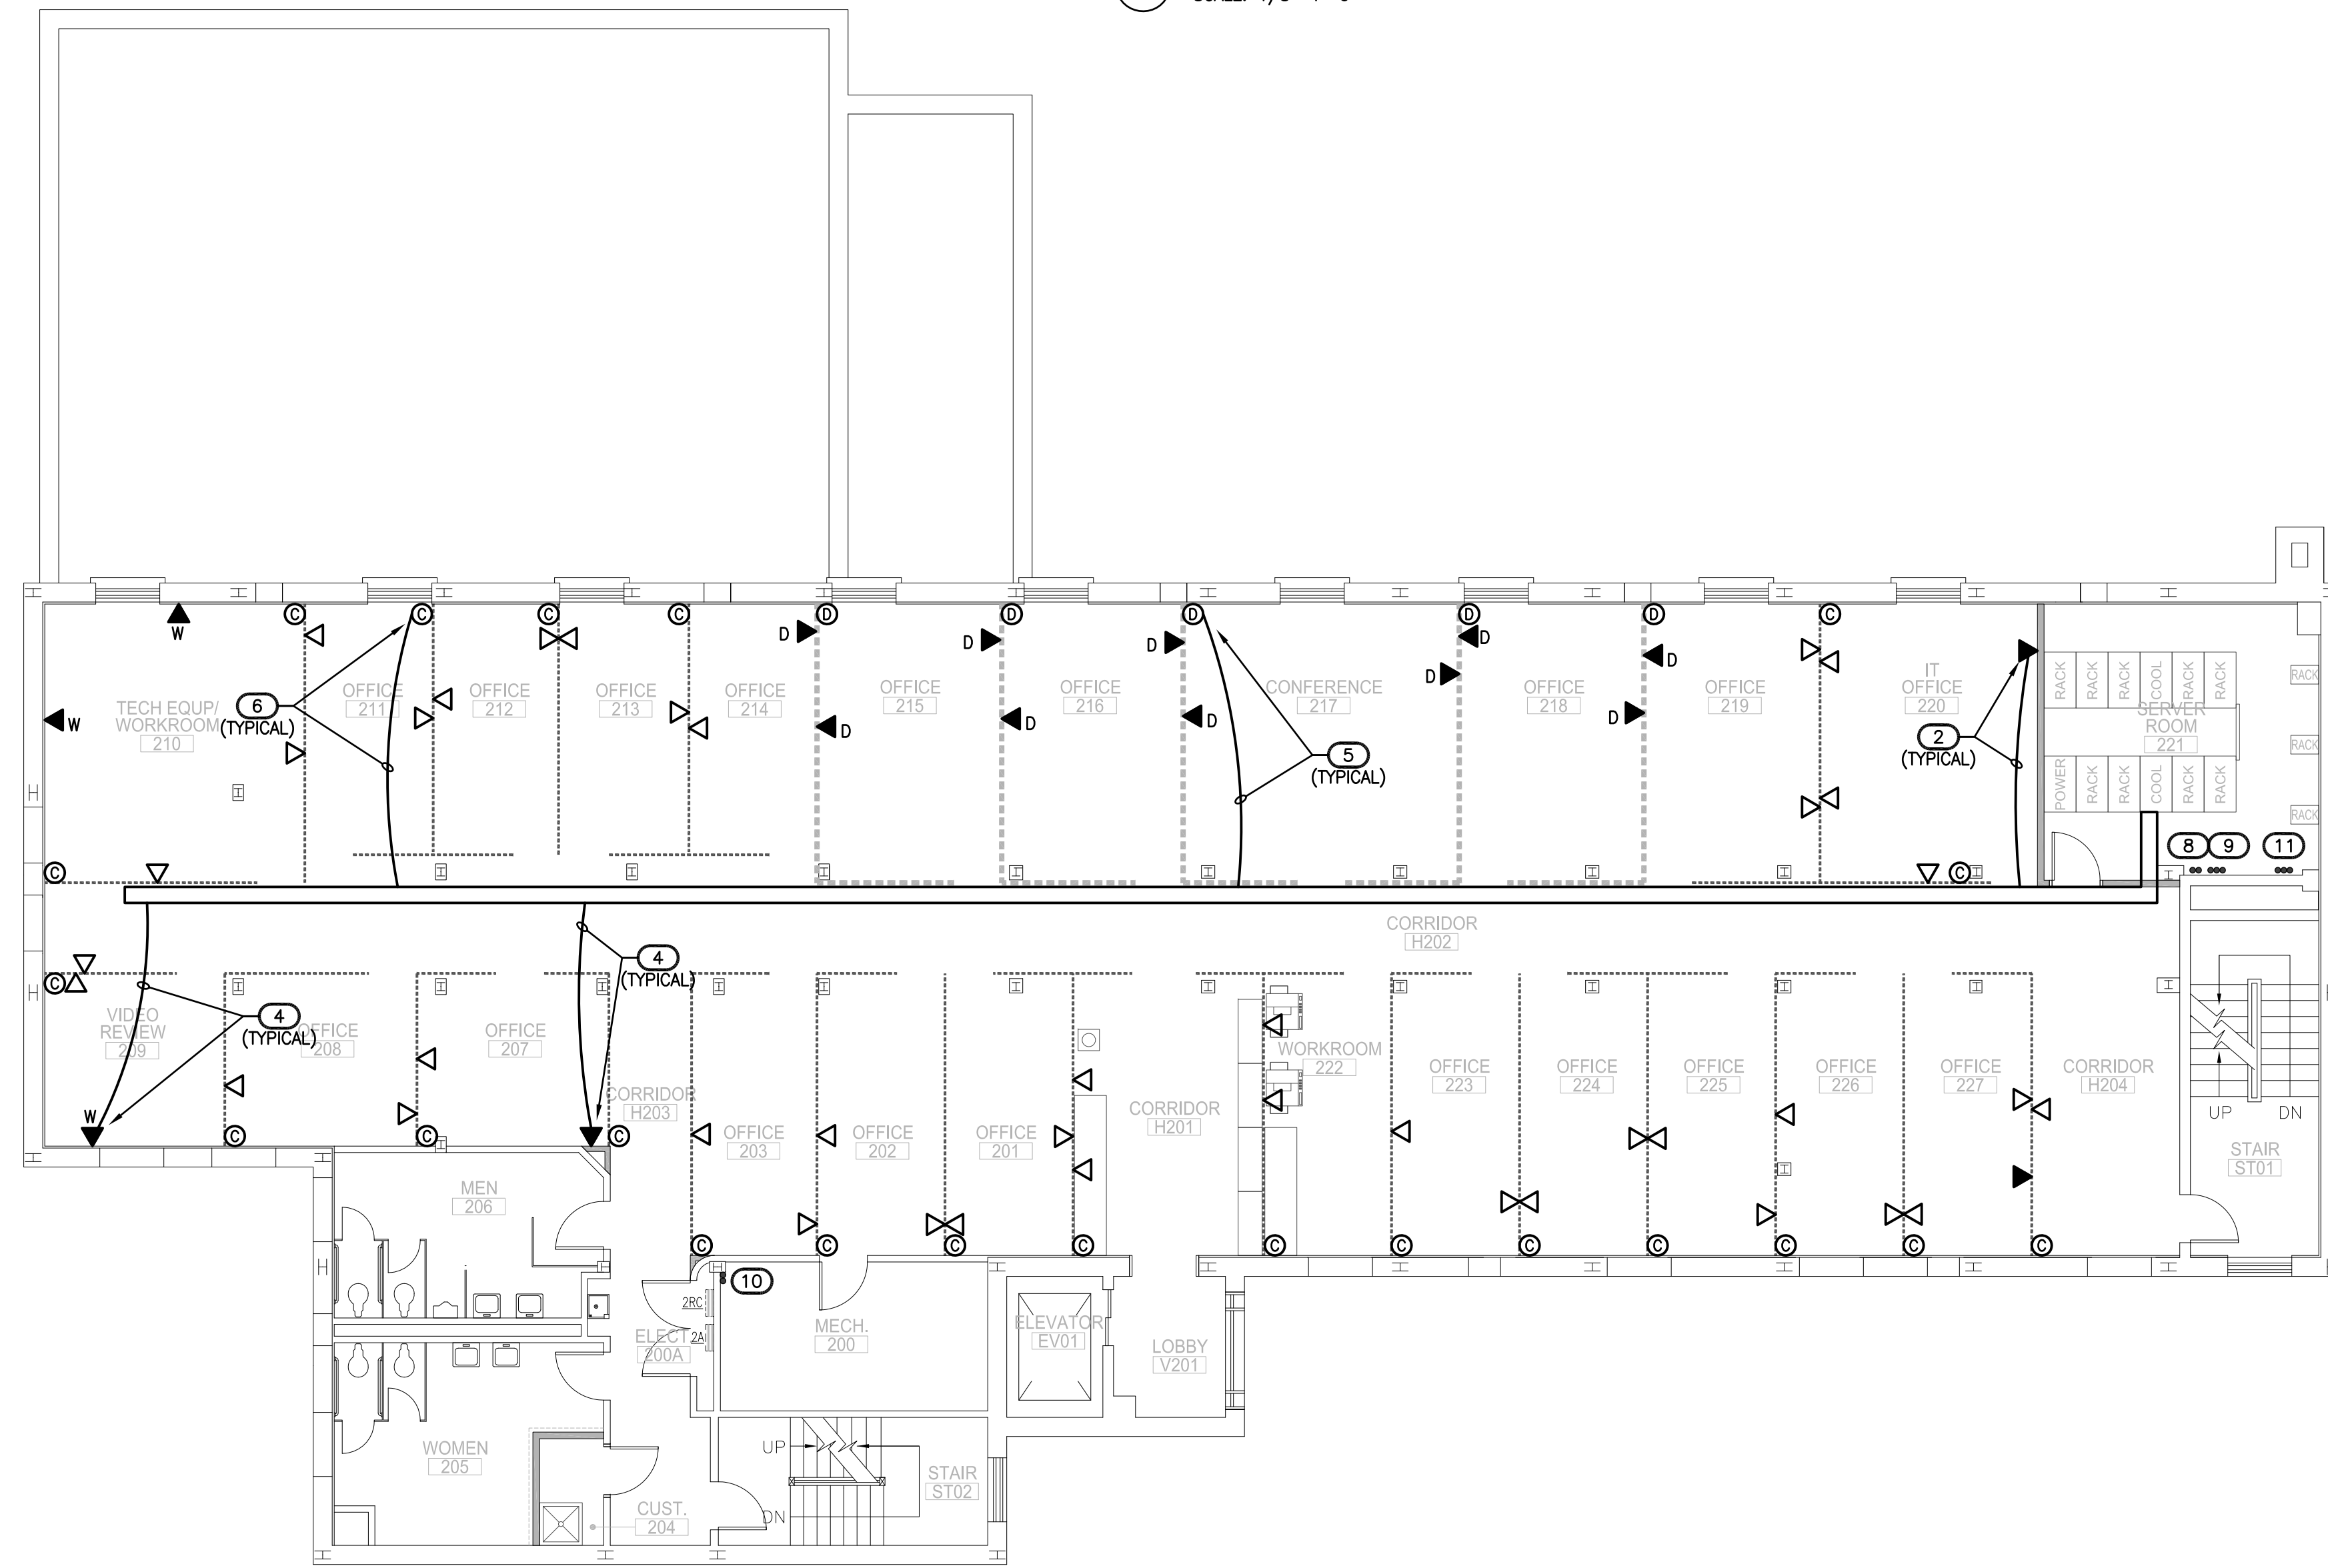 W
W
C
C
C
C
D
D
D
D
D
C
D
D
D
D
D
D
D
D
D
D
TECH EQUP/
WORKROOM
210
6
(TYPICAL)
OFFICE
211
OFFICE
212
OFFICE
213
OFFICE
214
OFFICE
215
OFFICE
216
CONFERENCE
217
OFFICE
218
OFFICE
219
IT
OFFICE
220
5
(TYPICAL)
2
(TYPICAL)
RACK
RACK
RACK
COOL
RACK
RACK
SERVER
ROOM
221
POWER
RACK
RACK
COOL
RACK
RACK
RACK
RACK
RACK
8
9
11
C
C
CORRIDOR
H202
C
4
(TYPICAL)
4
(TYPICAL)
VIDEO
REVIEW
209
W
OFFICE
208
OFFICE
207
C
C
C
CORRIDOR
H203
OFFICE
203
OFFICE
202
OFFICE
201
CORRIDOR
H201
WORKROOM
222
OFFICE
223
OFFICE
224
OFFICE
225
OFFICE
226
OFFICE
227
CORRIDOR
H204
UP
DN
STAIR
ST01
C
C
C
C
C
C
C
C
C
C
C
MEN
206
10
2RC
2A
ELECT.
200A
MECH.
200
ELEVATOR
EV01
LOBBY
V201
WOMEN
205
UP
DN
STAIR
ST02
CUST.
204